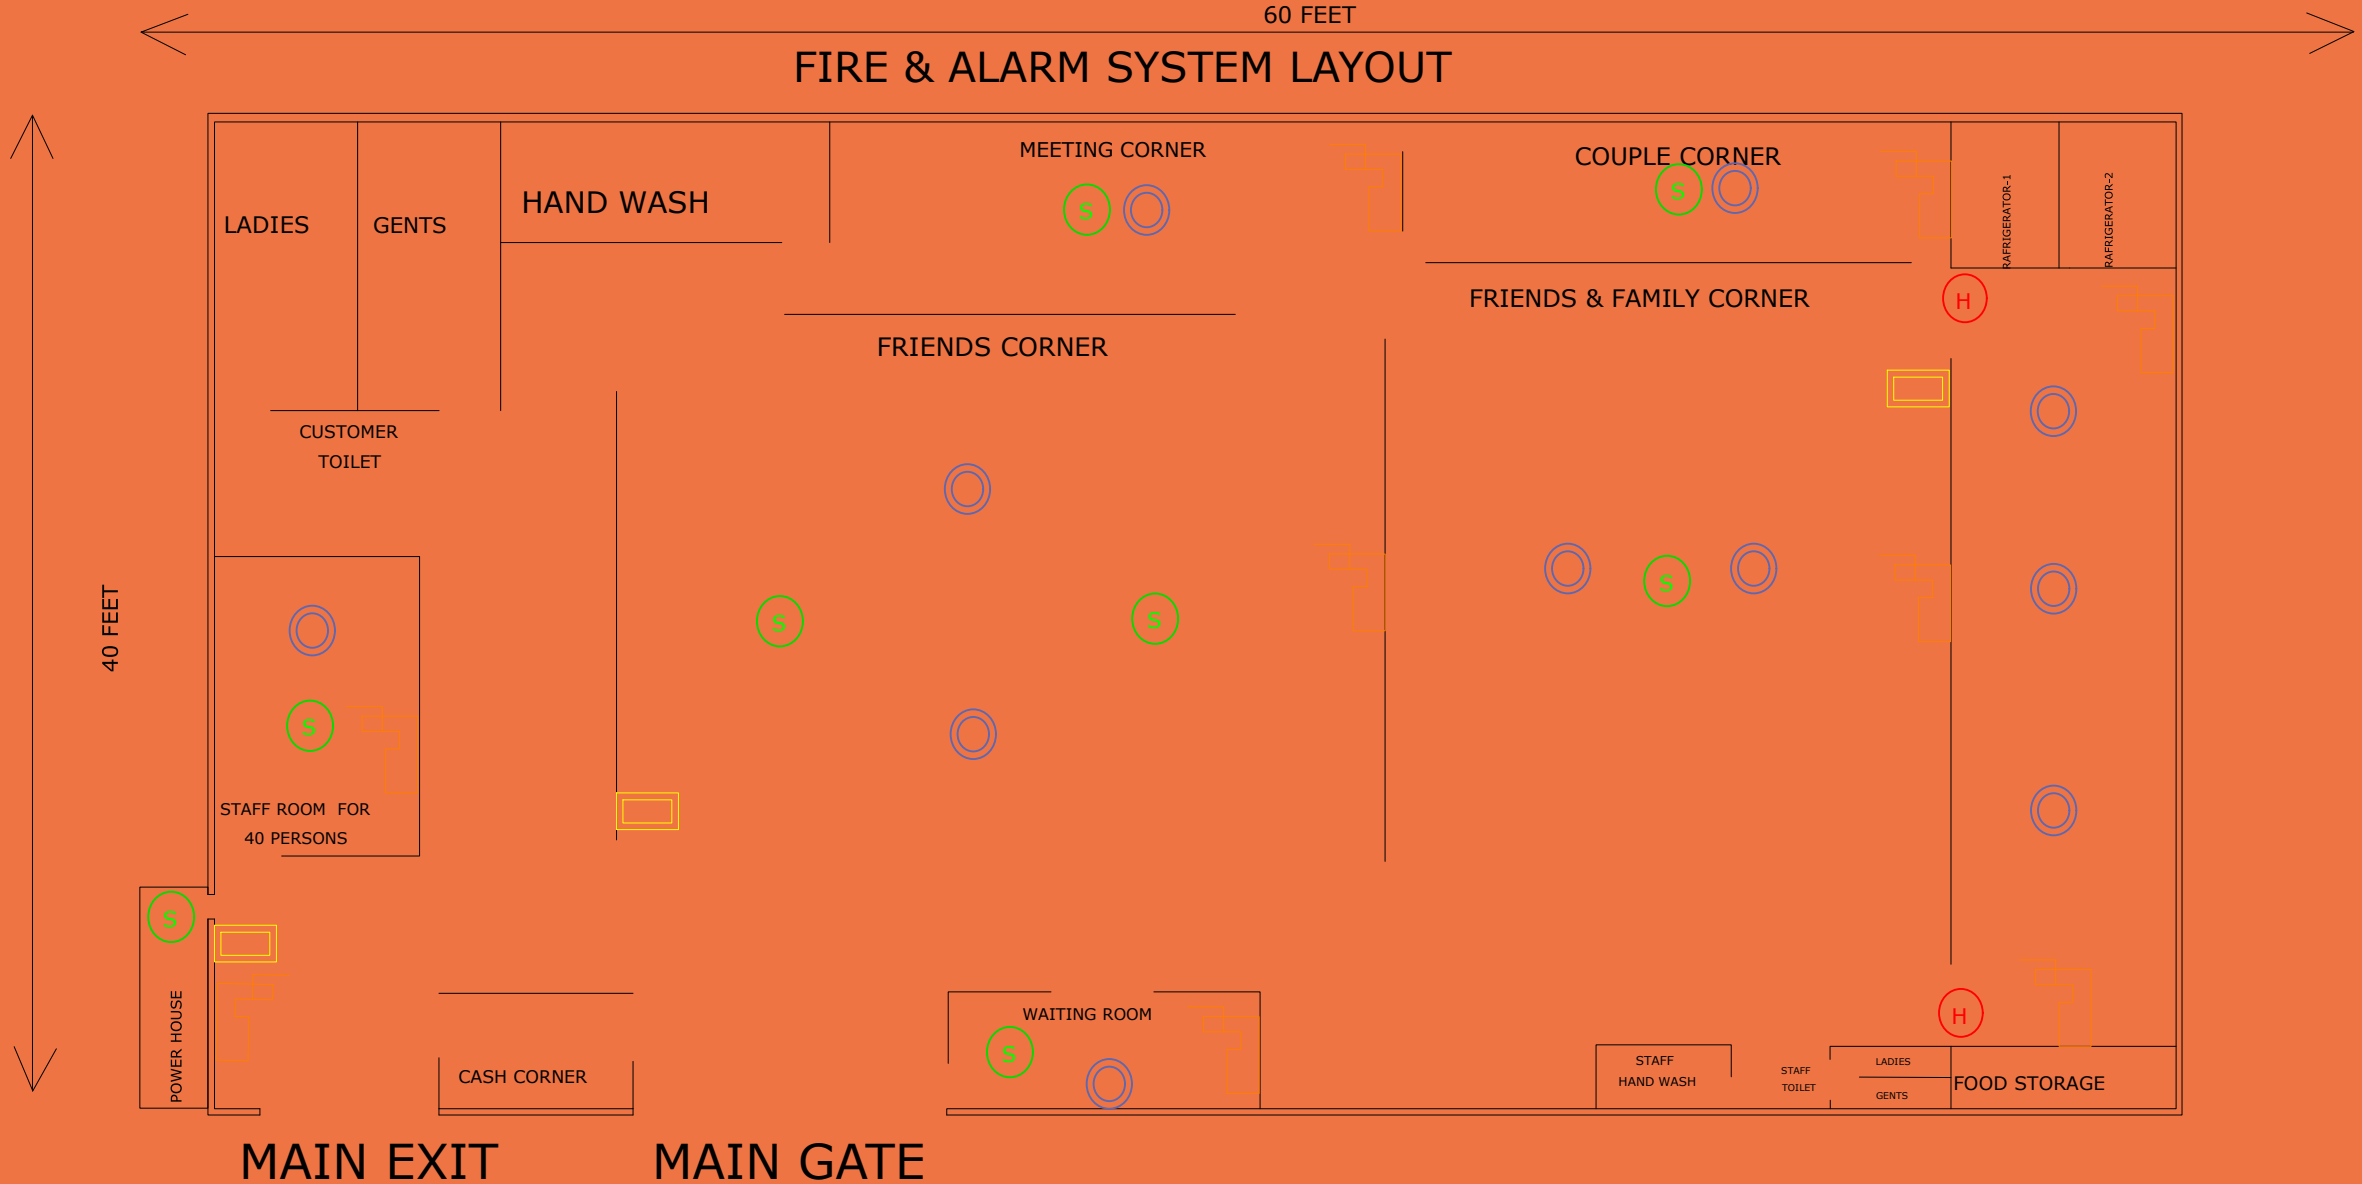 60 FEET
FIRE & ALARM SYSTEM LAYOUT
MEETING CORNER
COUPLE CORNER
S
S
RAFRIGERATOR-1
RAFRIGERATOR-2
LADIES
GENTS
HAND WASH
FRIENDS & FAMILY CORNER
H
FRIENDS CORNER
CUSTOMER
TOILET
40 FEET
S
S
S
S
STAFF ROOM FOR
40 PERSONS
S
POWER HOUSE
H
WAITING ROOM
S
CASH CORNER
STAFF
HAND WASH
STAFF
TOILET
LADIES
GENTS
FOOD STORAGE
MAIN EXIT
MAIN GATE